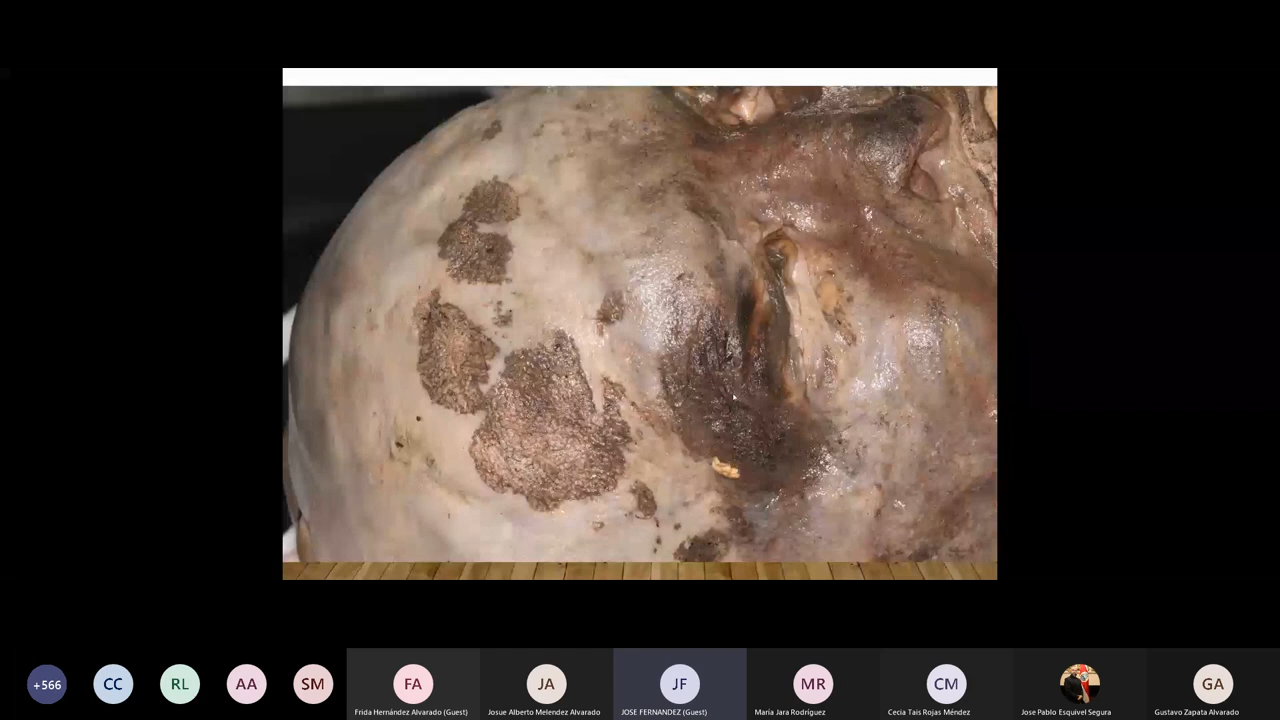 +566
CC
RL
AA
SM
FA
JA
JF
MR
CM
GA
Frida Hernández Alvarado (Guest)
Josue Alberto Melendez Alvarado
JOSE FERNANDEZ (Guest)
María Jara Rodríguez
Cecia Tais Rojas Méndez
Jose Pablo Esquivel Segura
Gustavo Zapata Alvarado